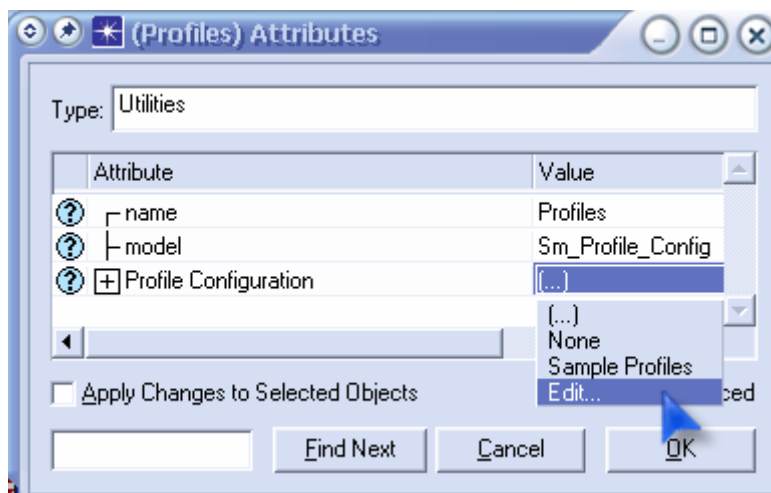 (Profiles) Attributes
Type: Utilities
Attribute Value
name Profiles
model Sm_Profile_Config
Profile Configuration (...)
(...)
None
Sample Profiles
Edit...
Apply Changes to Selected Objects ced
Find Next Cancel OK